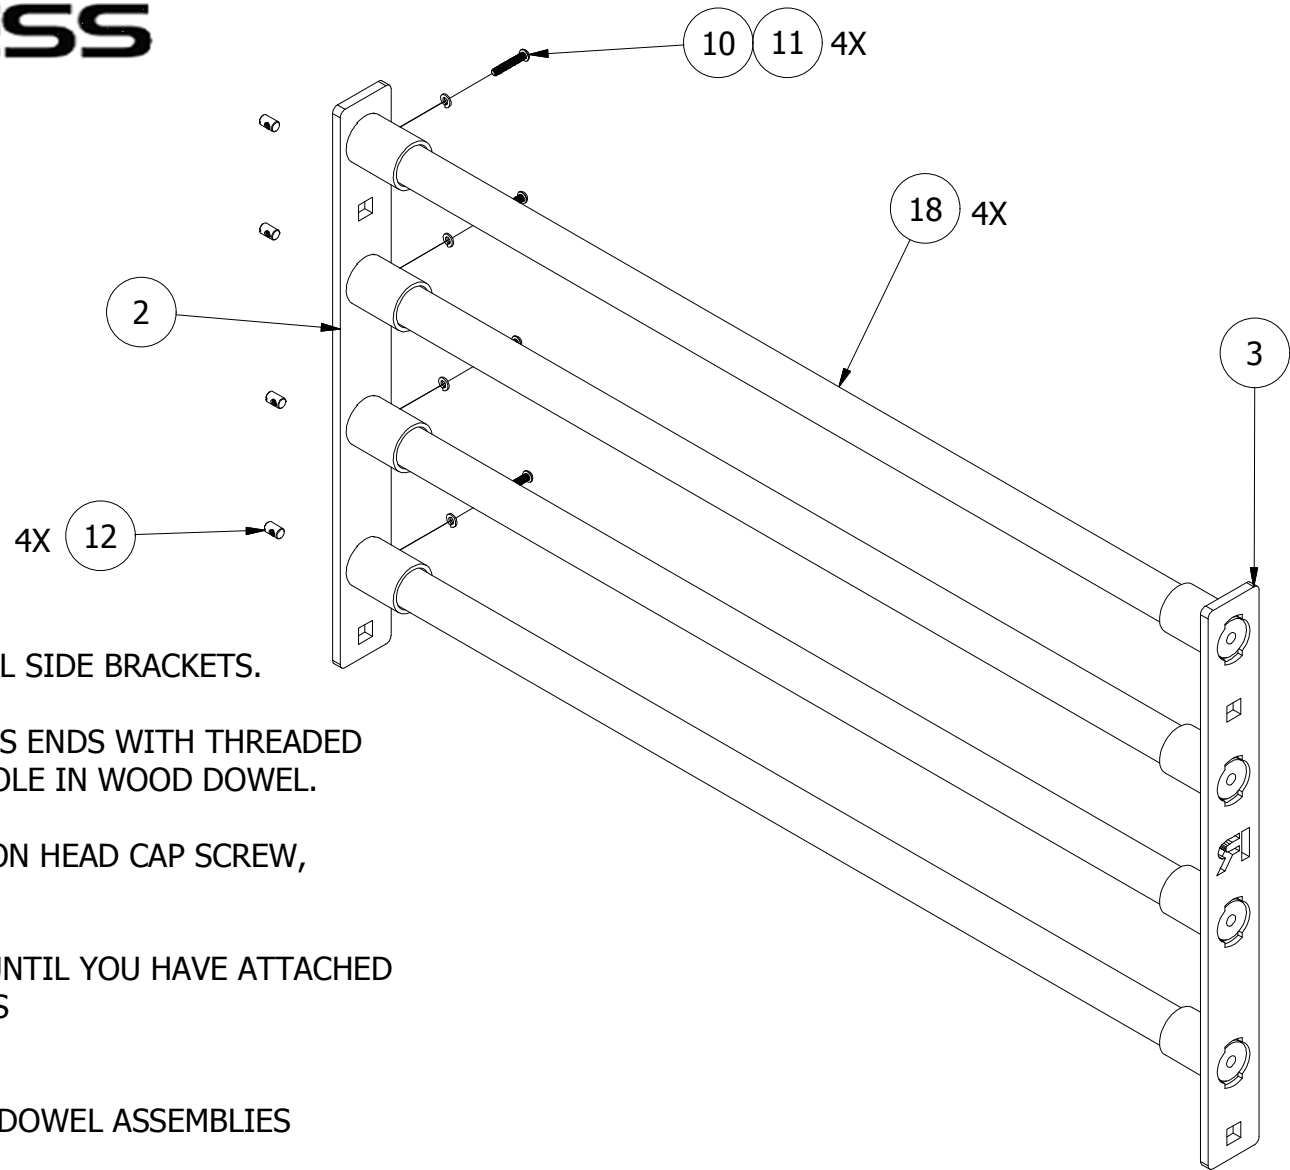 SS
10 11 4X
18 4X
2
3
4X 12
L SIDE BRACKETS.
S ENDS WITH THREADED
OLE IN WOOD DOWEL.
ON HEAD CAP SCREW,
UNTIL YOU HAVE ATTACHED
S
DOWEL ASSEMBLIES